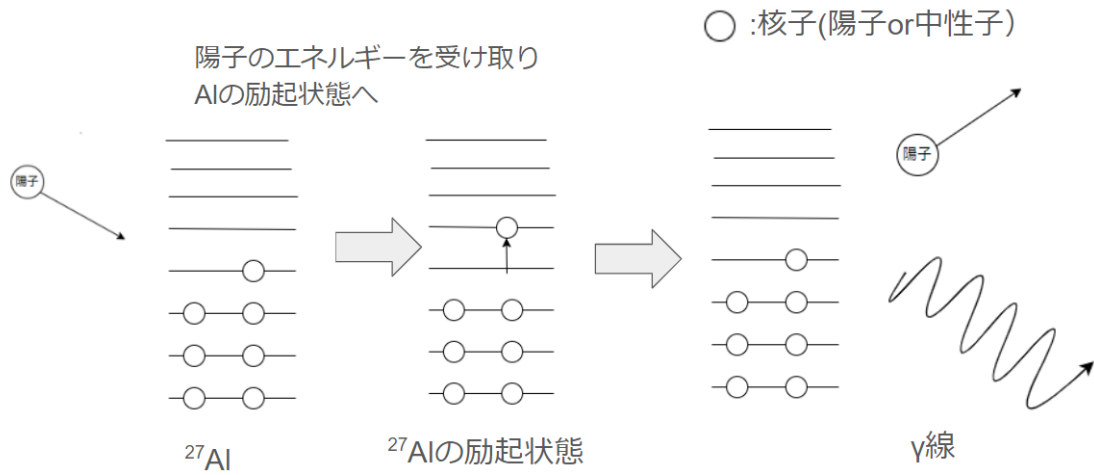 ○ :核子(陽子or中性子）
陽子のエネルギーを受け取り
Alの励起状態へ
陽子
陽子
²⁷Al
²⁷Alの励起状態
γ線